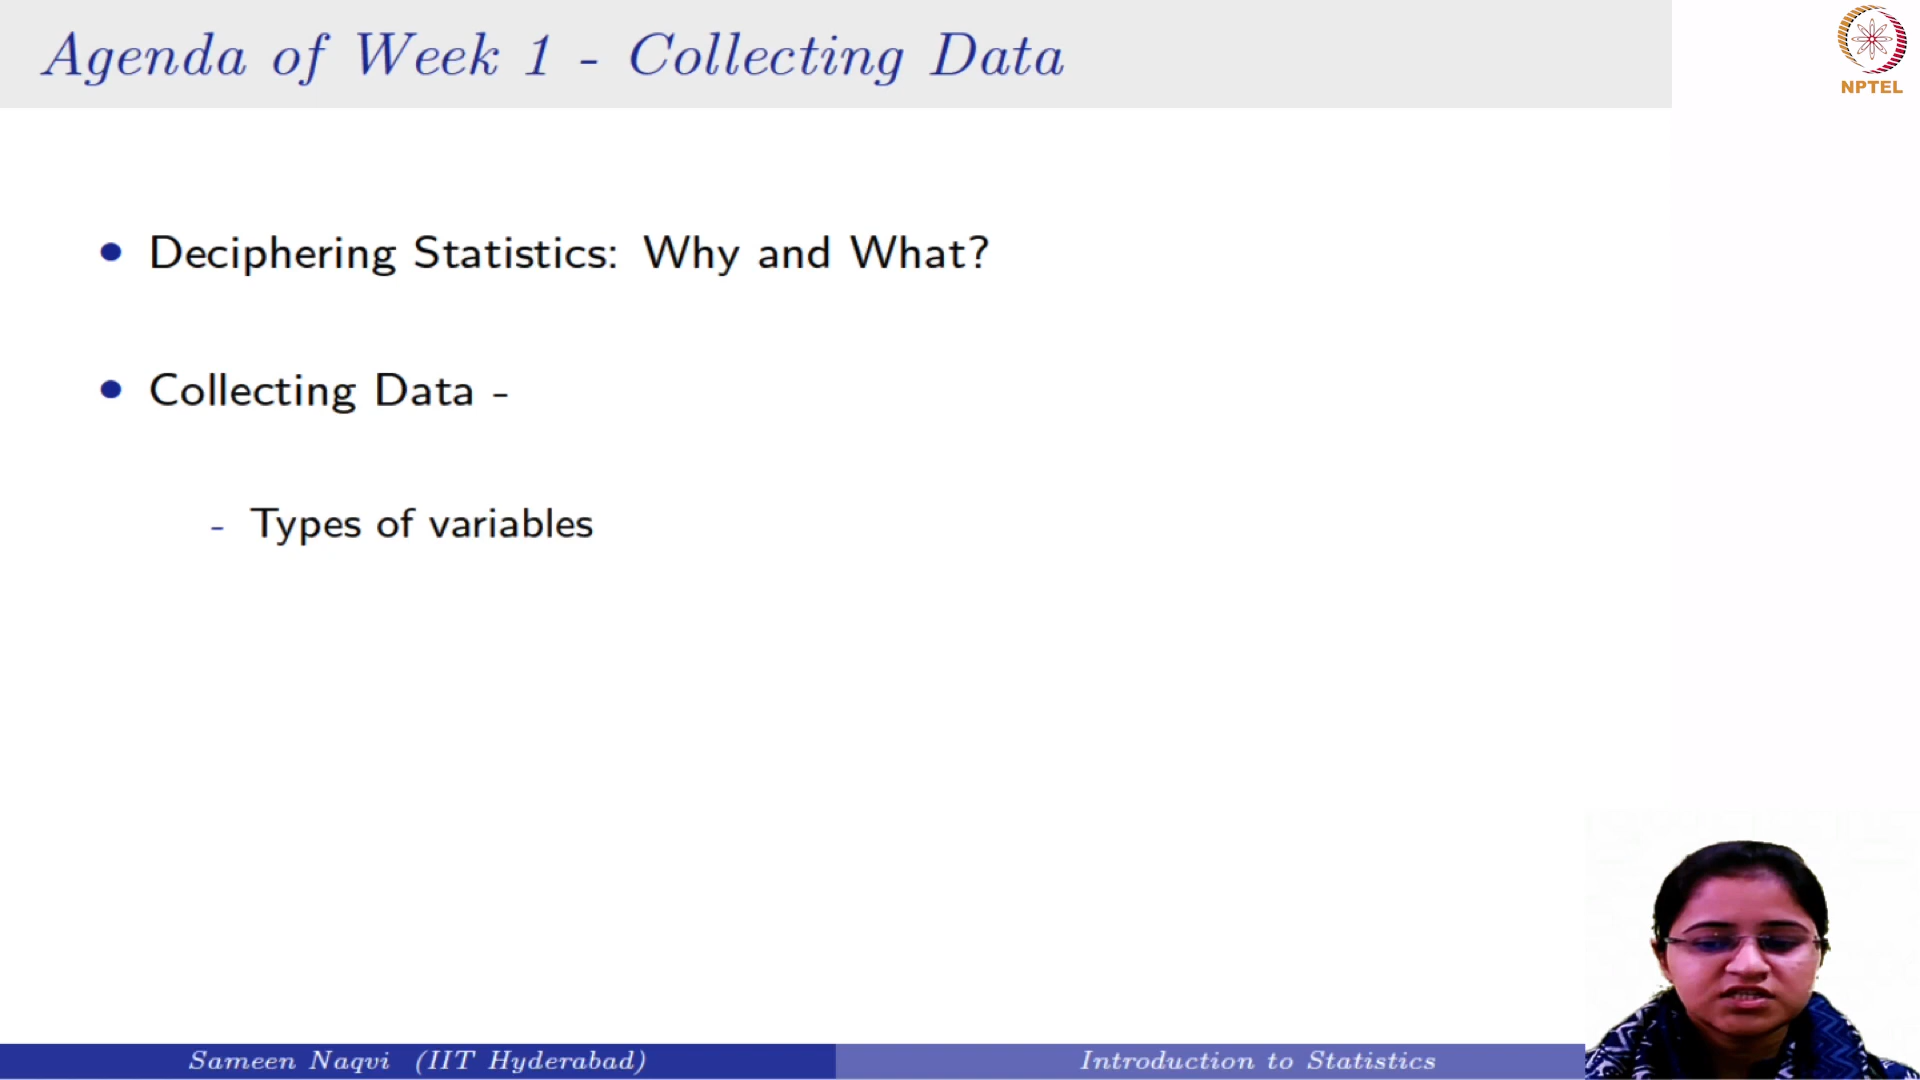 Agenda of Week 1 - Collecting Data
NPTEL
• Deciphering Statistics: Why and What?
• Collecting Data -
- Types of variables
Sameen Naqvi (IIT Hyderabad)
Introduction to Statistics